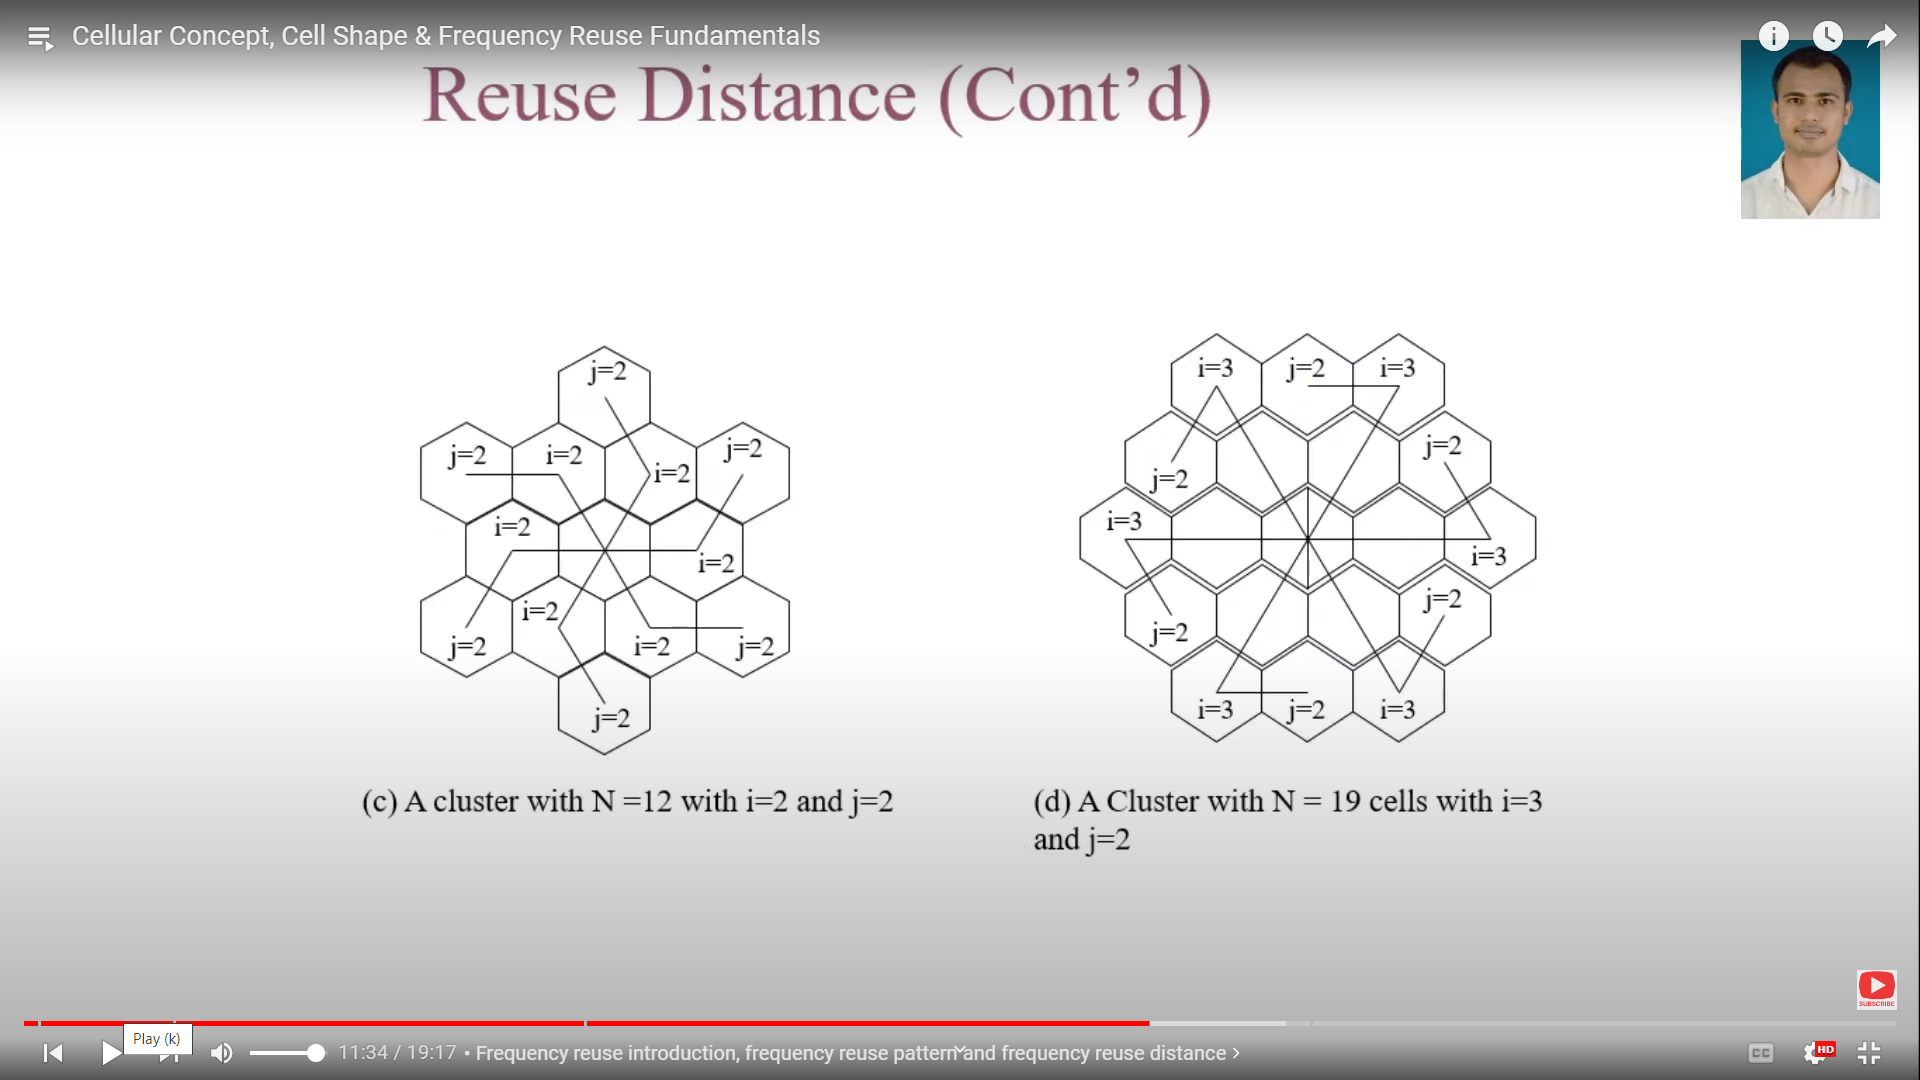 Cellular Concept, Cell Shape & Frequency Reuse Fundamentals
Reuse Distance (Cont’d)
j=2
j=2
i=2
i=2
j=2
i=2
i=2
j=2
i=2
i=2
j=2
j=2
(c) A cluster with N =12 with i=2 and j=2
i=3
j=2
i=3
j=2
j=2
i=3
i=3
j=2
j=2
i=3
j=2
i=3
(d) A Cluster with N = 19 cells with i=3
and j=2
SUBSCRIBE
Play (k)
11:34 / 19:17 • Frequency reuse introduction, frequency reuse pattern and frequency reuse distance
CC
HD